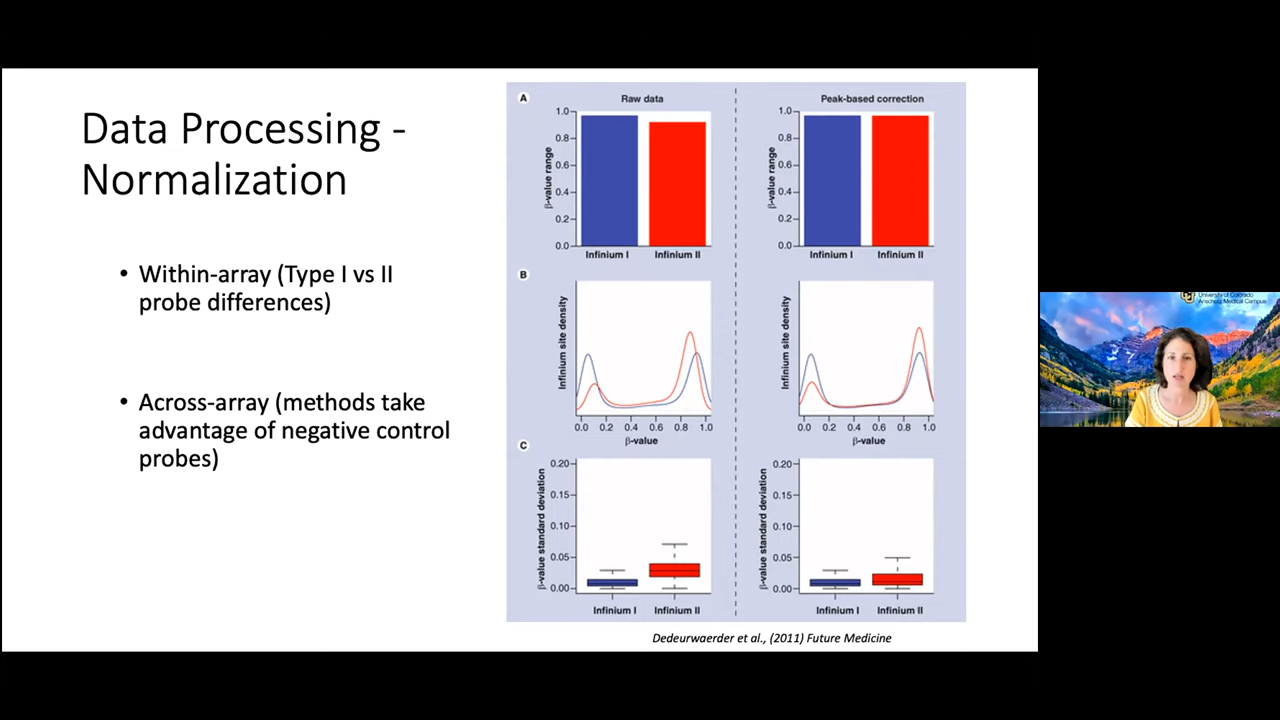 Data Processing -
Normalization
• Within-array (Type I vs II
probe differences)
• Across-array (methods take
advantage of negative control
probes)
A
Raw data
Peak-based correction
β-value range
1.0
0.8
0.6
0.4
0.2
0.0
Infinium I Infinium II
β-value range
1.0
0.8
0.6
0.4
0.2
0.0
Infinium I Infinium II
B
Infinium site density
0.0 0.2 0.4 0.6 0.8 1.0
β-value
Infinium site density
0.0 0.2 0.4 0.6 0.8 1.0
β-value
C
β-value standard deviation
0.20
0.15
0.10
0.05
0.00
Infinium I Infinium II
β-value standard deviation
0.20
0.15
0.10
0.05
0.00
Infinium I Infinium II
Dedeurwaerder et al., (2011) Future Medicine
University of Colorado
Anschutz Medical Campus